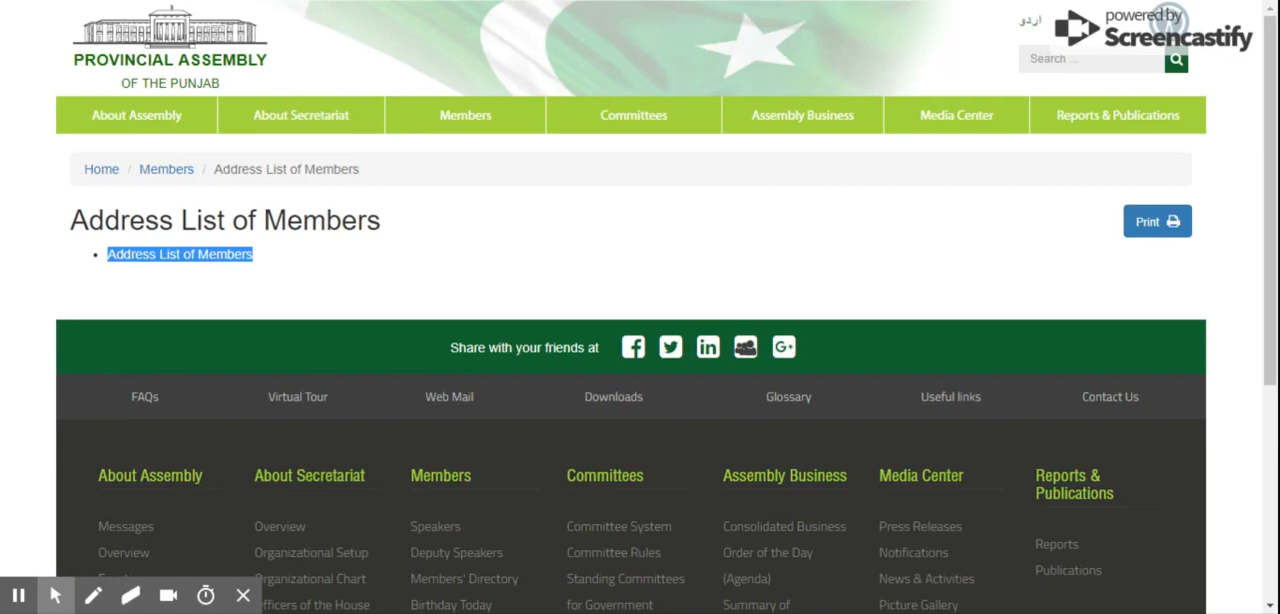 PROVINCIAL ASSEMBLY
OF THE PUNJAB
اردو
powered by
Screencastify
Search ...
About Assembly
About Secretariat
Members
Committees
Assembly Business
Media Center
Reports & Publications
Home / Members / Address List of Members
Address List of Members
Print
• Address List of Members
Share with your friends at
FAQs
Virtual Tour
Web Mail
Downloads
Glossary
Useful links
Contact Us
About Assembly
Messages
Overview
About Secretariat
Overview
Organizational Setup
Organizational Chart
Officers of the House
Members
Speakers
Deputy Speakers
Members' Directory
Birthday Today
Committees
Committee System
Committee Rules
Standing Committees
for Government
Assembly Business
Consolidated Business
Order of the Day
(Agenda)
Summary of
Media Center
Press Releases
Notifications
News & Activities
Picture Gallery
Reports &
Publications
Reports
Publications